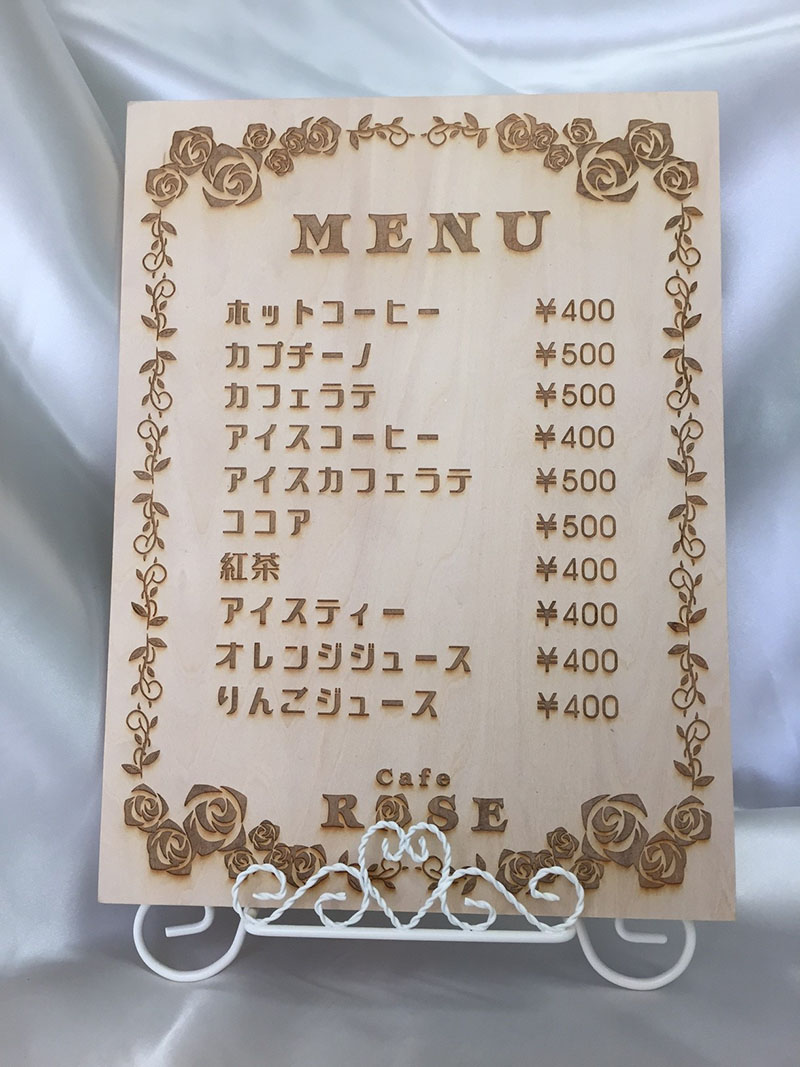 MENU
ホットコーヒー ¥400
カプチーノ ¥500
カフェラテ ¥500
アイスコーヒー ¥400
アイスカフェラテ ¥500
ココア ¥500
紅茶 ¥400
アイスティー ¥400
オレンジジュース ¥400
りんごジュース ¥400
Cafe
ROSE